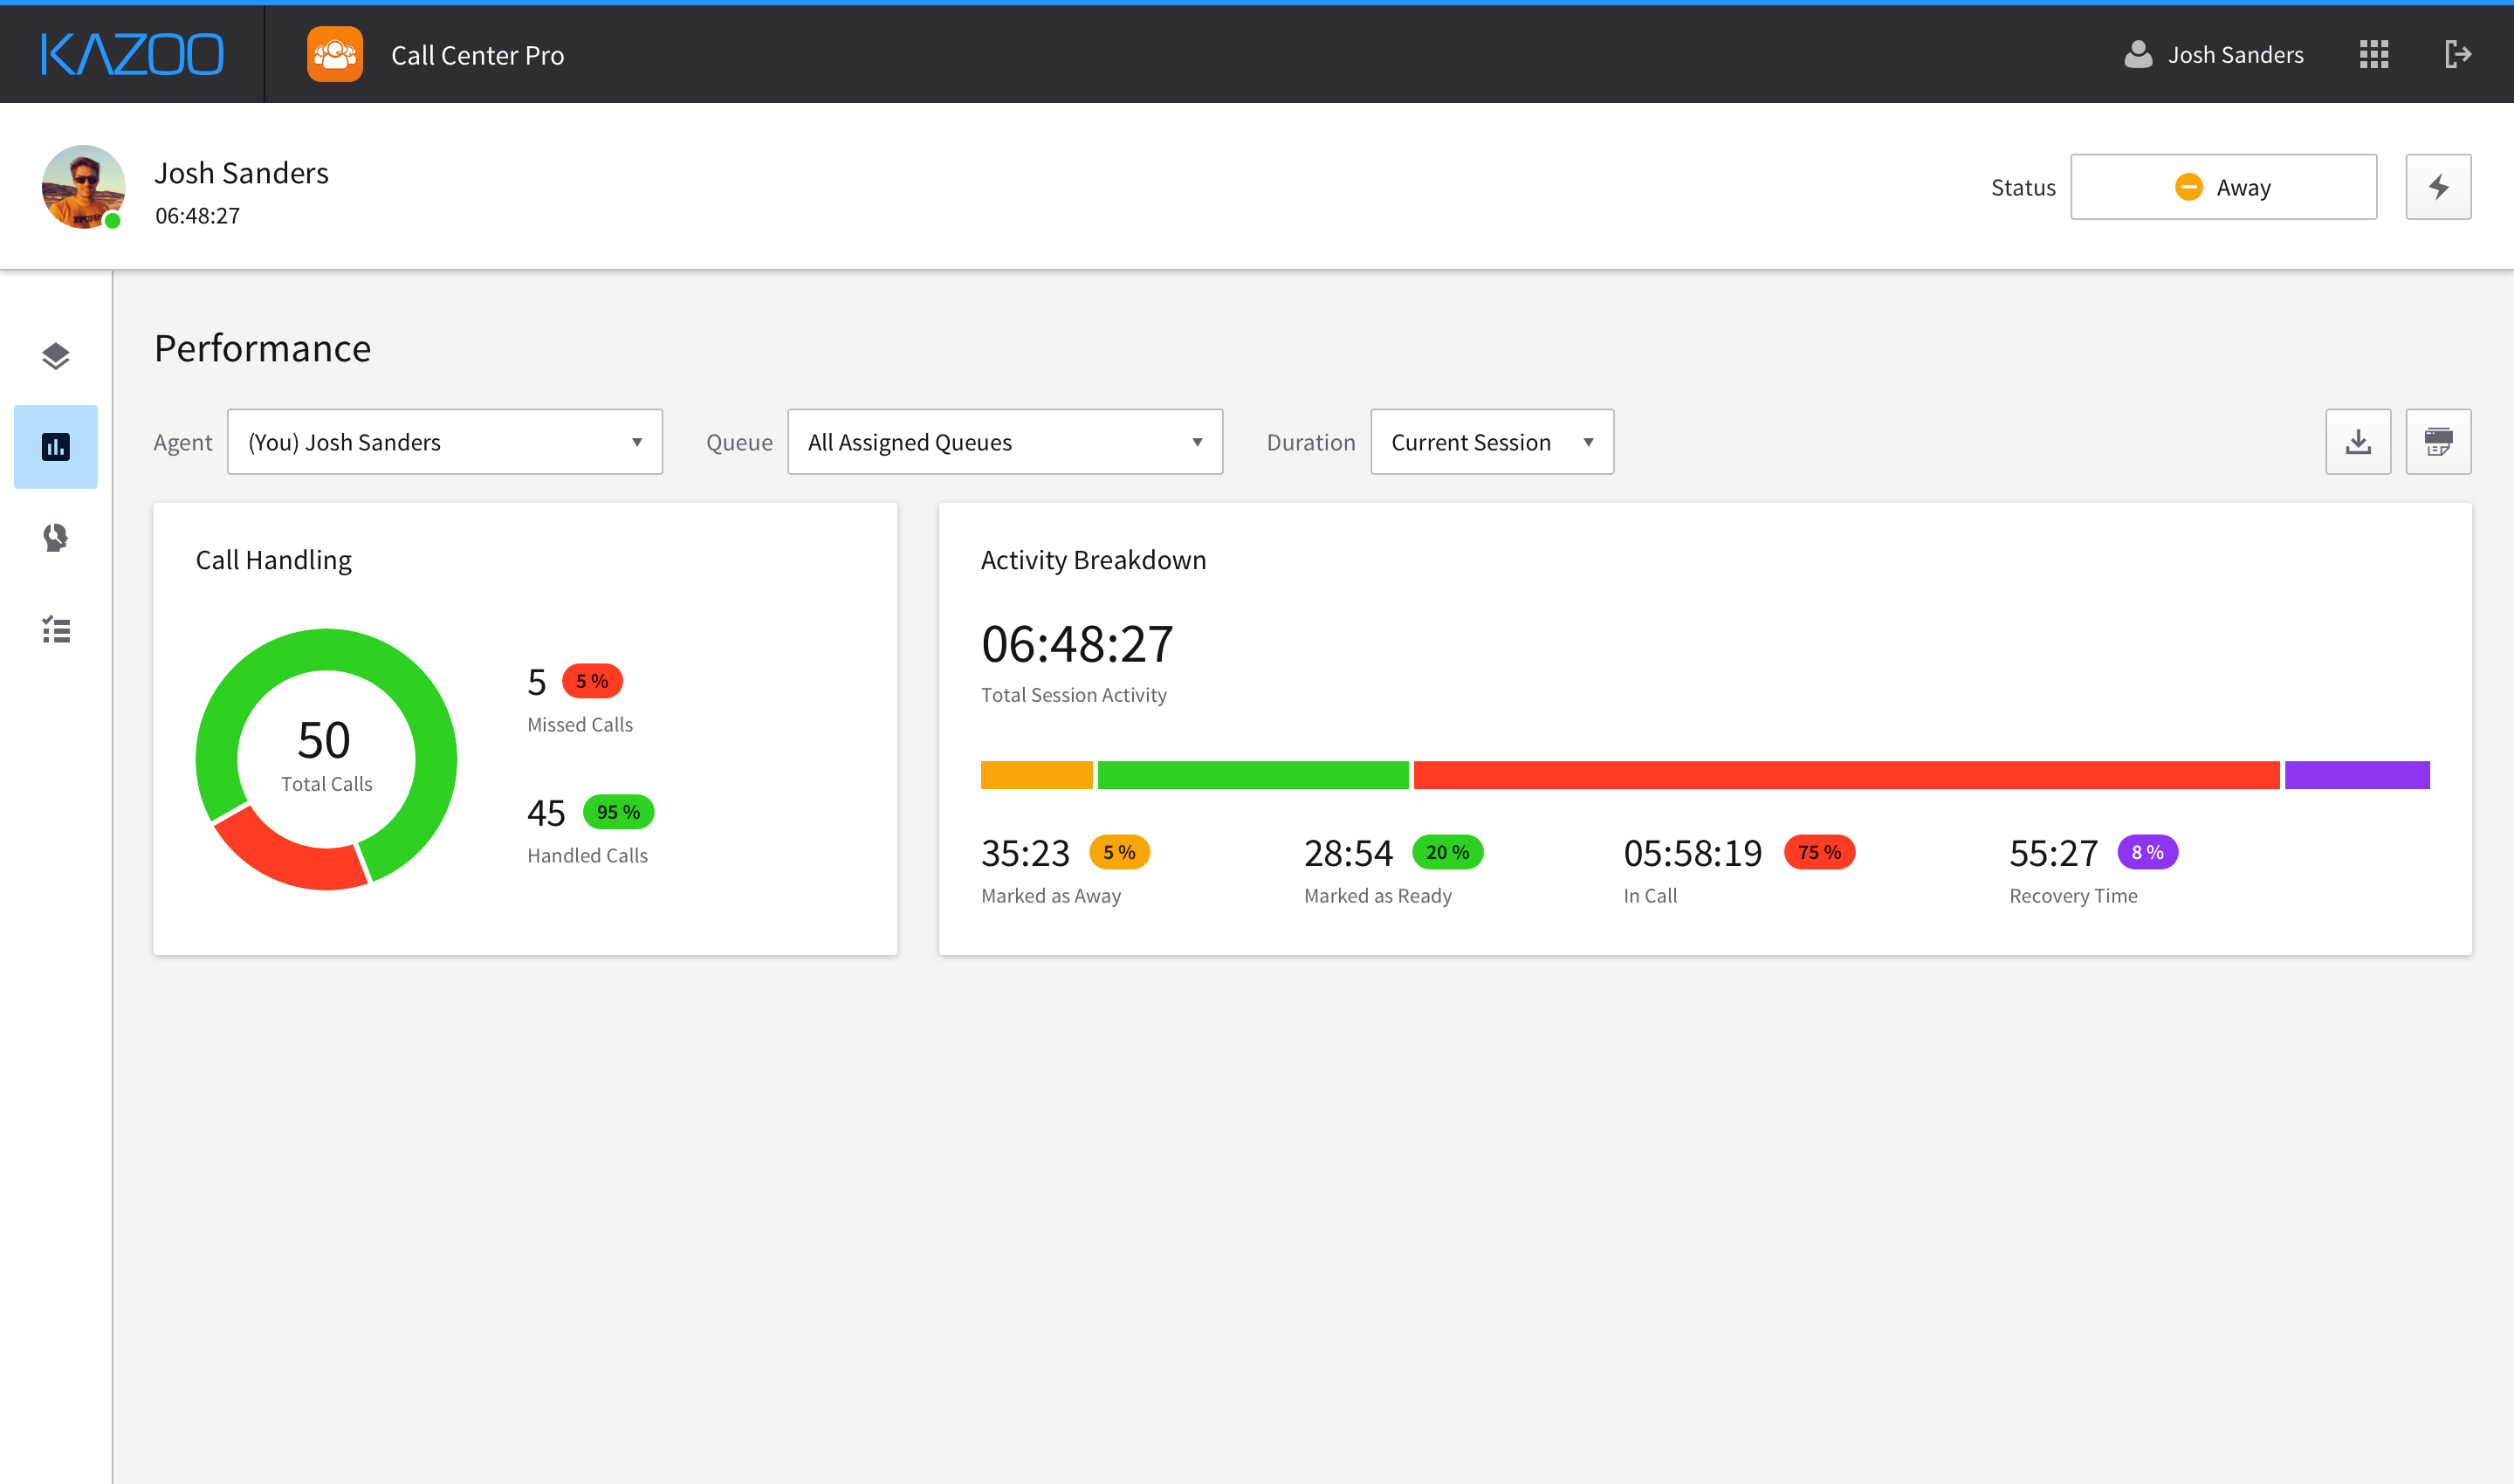 KAZOO
Call Center Pro
Josh Sanders
Josh Sanders
06:48:27
Status
Away
Performance
Agent
(You) Josh Sanders
Queue
All Assigned Queues
Duration
Current Session
Call Handling
50
Total Calls
5
5 %
Missed Calls
45
95 %
Handled Calls
Activity Breakdown
06:48:27
Total Session Activity
35:23
5 %
Marked as Away
28:54
20 %
Marked as Ready
05:58:19
75 %
In Call
55:27
8 %
Recovery Time